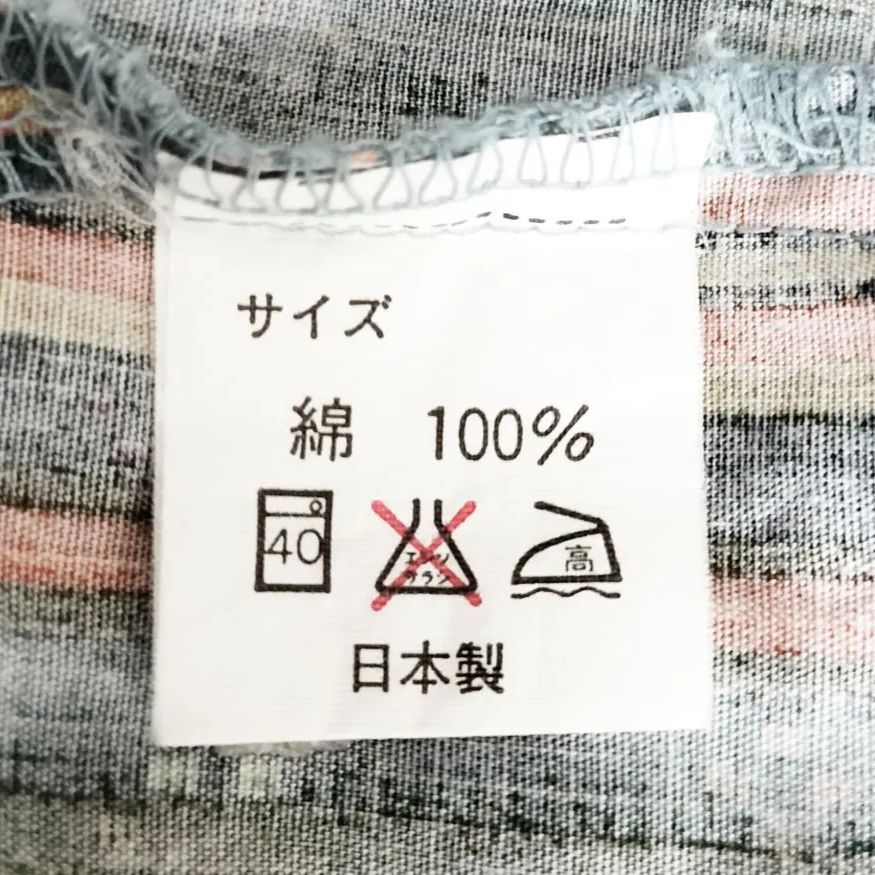 サイズ
綿 100%
40 エンソ サラシ 高
日本製